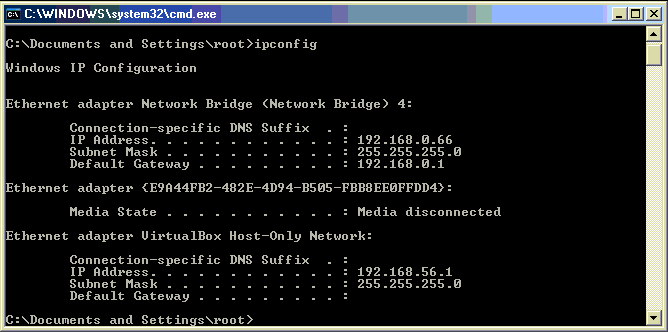 C:\WINDOWS\system32\cmd.exe
C:\Documents and Settings\root>ipconfig
Windows IP Configuration
Ethernet adapter Network Bridge (Network Bridge) 4:
Connection-specific DNS Suffix . :
IP Address. . . . . . . . . . . . : 192.168.0.66
Subnet Mask . . . . . . . . . . . : 255.255.255.0
Default Gateway . . . . . . . . . : 192.168.0.1
Ethernet adapter {E9A44FB2-482E-4D94-B505-FBB8EE0FFDD4}:
Media State . . . . . . . . . . . : Media disconnected
Ethernet adapter VirtualBox Host-Only Network:
Connection-specific DNS Suffix . :
IP Address. . . . . . . . . . . . : 192.168.56.1
Subnet Mask . . . . . . . . . . . : 255.255.255.0
Default Gateway . . . . . . . . . :
C:\Documents and Settings\root>